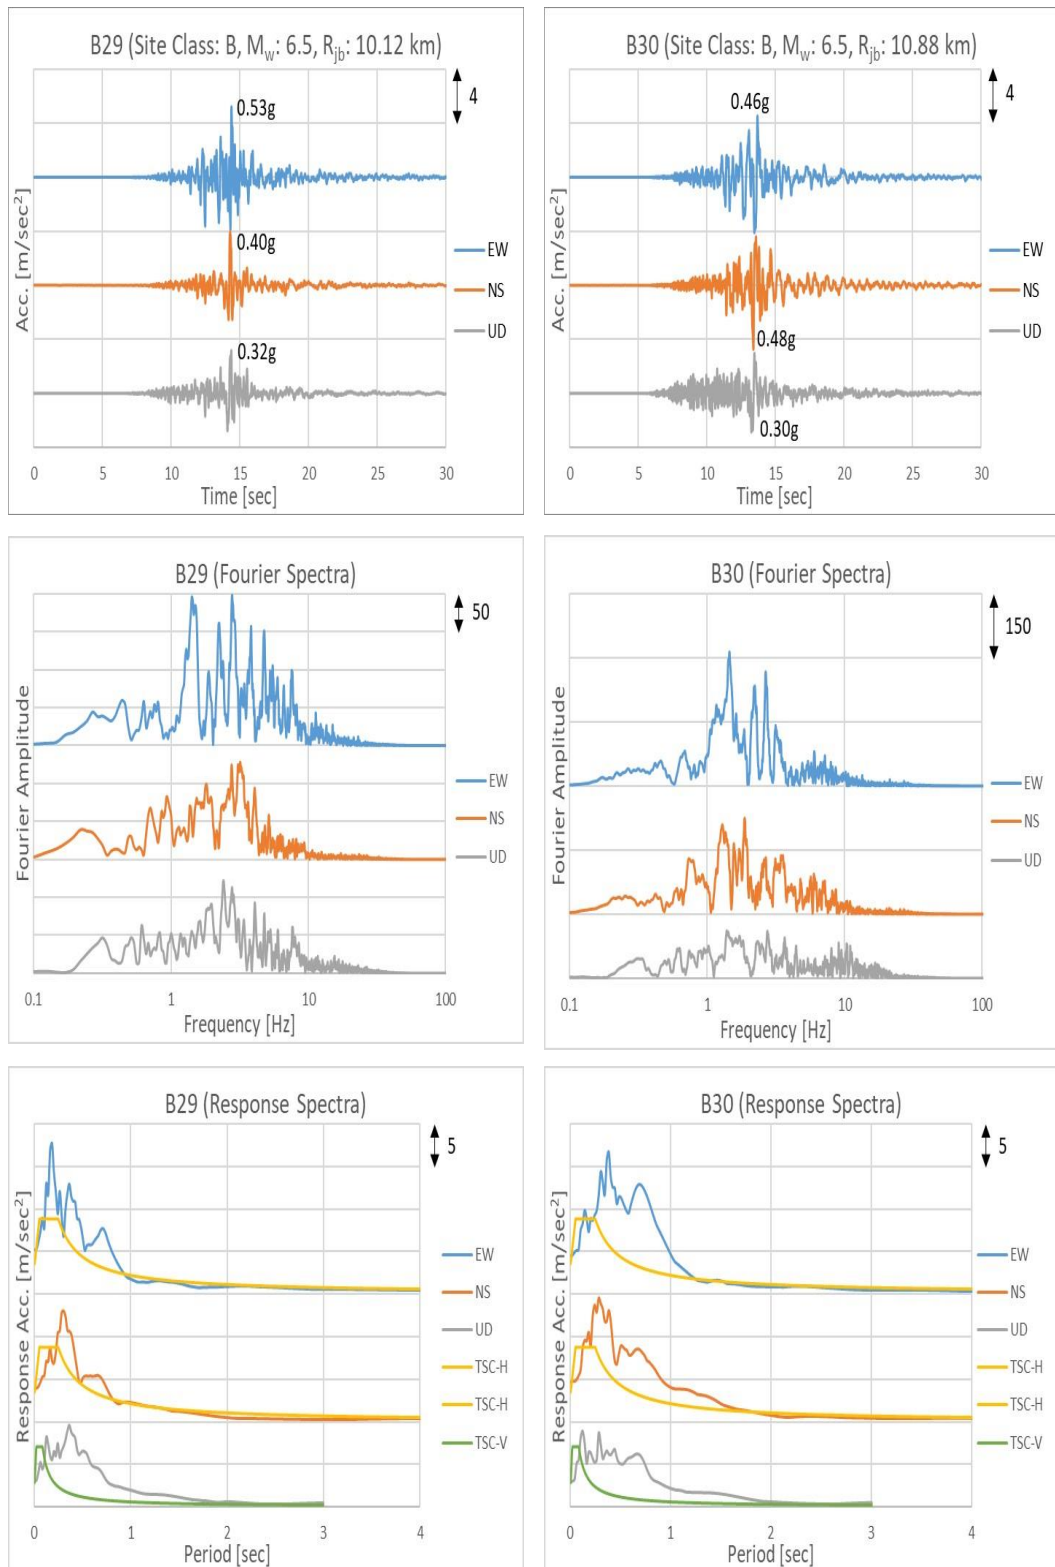 B29 (Site Class: B, Mw: 6.5, Rjb: 10.12 km)
4
0.53g
0.40g
0.32g
Acc. [m/sec²]
EW
NS
UD
0 5 10 15 20 25 30
Time [sec]
B30 (Site Class: B, Mw: 6.5, Rjb: 10.88 km)
4
0.46g
0.48g
0.30g
Acc. [m/sec²]
EW
NS
UD
0 5 10 15 20 25 30
Time [sec]
B29 (Fourier Spectra)
50
Fourier Amplitude
EW
NS
UD
0.1 1 10 100
Frequency [Hz]
B30 (Fourier Spectra)
150
Fourier Amplitude
EW
NS
UD
0.1 1 10 100
Frequency [Hz]
B29 (Response Spectra)
5
Response Acc. [m/sec²]
EW
NS
UD
TSC-H
TSC-H
TSC-V
0 1 2 3 4
Period [sec]
B30 (Response Spectra)
5
Response Acc. [m/sec²]
EW
NS
UD
TSC-H
TSC-H
TSC-V
0 1 2 3 4
Period [sec]